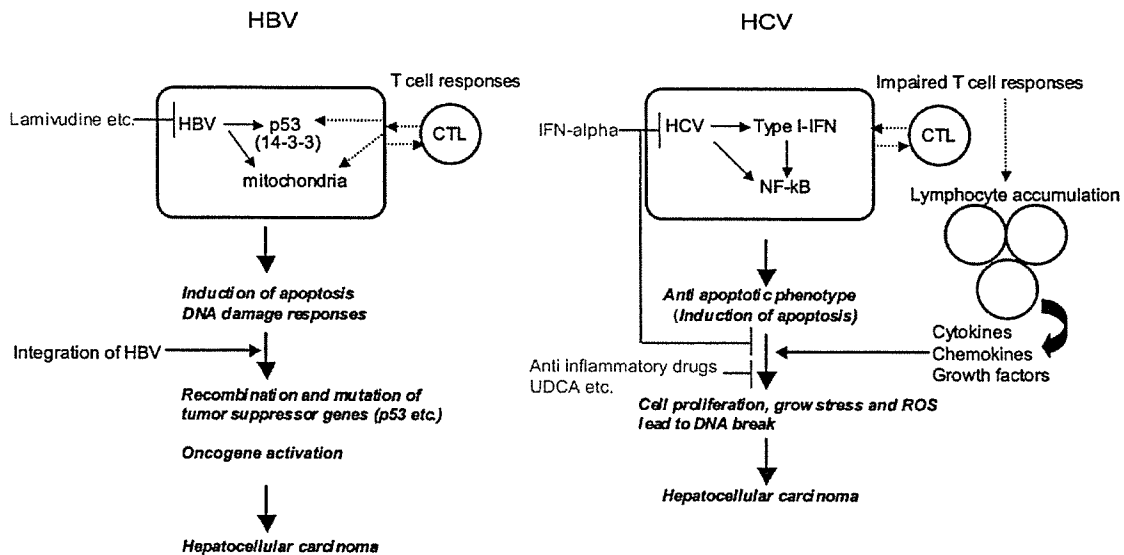 HBV
T cell responses
Lamivudine etc.
HBV
p53
(14-3-3)
mitochondria
CTL
Induction of apoptosis
DNA damage responses
Integration of HBV
Recombination and mutation of
tumor suppressor genes (p53 etc.)
Oncogene activation
Hepatocellular carcinoma
HCV
Impaired T cell responses
IFN-alpha
HCV
Type I-IFN
NF-kB
CTL
Lymphocyte accumulation
Anti apoptotic phenotype
(Induction of apoptosis)
Cytokines
Chemokines
Growth factors
Anti inflammatory drugs
UDCA etc.
Cell proliferation, grow stress and ROS
lead to DNA break
Hepatocellular carcinoma